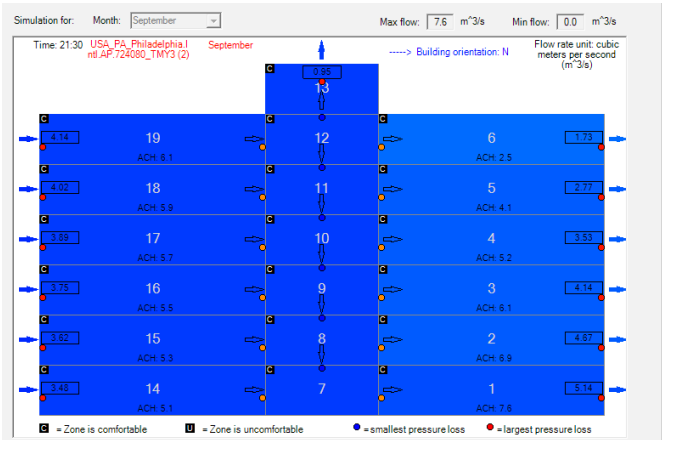 Simulation for: Month: September Max flow: 7.6 m^3/s Min flow: 0.0 m^3/s
Time: 21:30 USA_PA_Philadelphia.I September -----> Building orientation: N Flow rate unit: cubic
ntl.AP.724080_TMY3 (2) meters per second
(m^3/s)
C 0.95
13
C C C
4.14 19 12 6 1.73
ACH: 6.1 ACH: 2.5
C C C
4.02 18 11 5 2.77
ACH: 5.9 ACH: 4.1
C C C
3.89 17 10 4 3.53
ACH: 5.7 ACH: 5.2
C C C
3.75 16 9 3 4.14
ACH: 5.5 ACH: 6.1
C C C
3.62 15 8 2 4.67
ACH: 5.3 ACH: 6.9
C C C
3.48 14 7 1 5.14
ACH: 5.1 ACH: 7.6
C = Zone is comfortable U = Zone is uncomfortable = smallest pressure loss = largest pressure loss